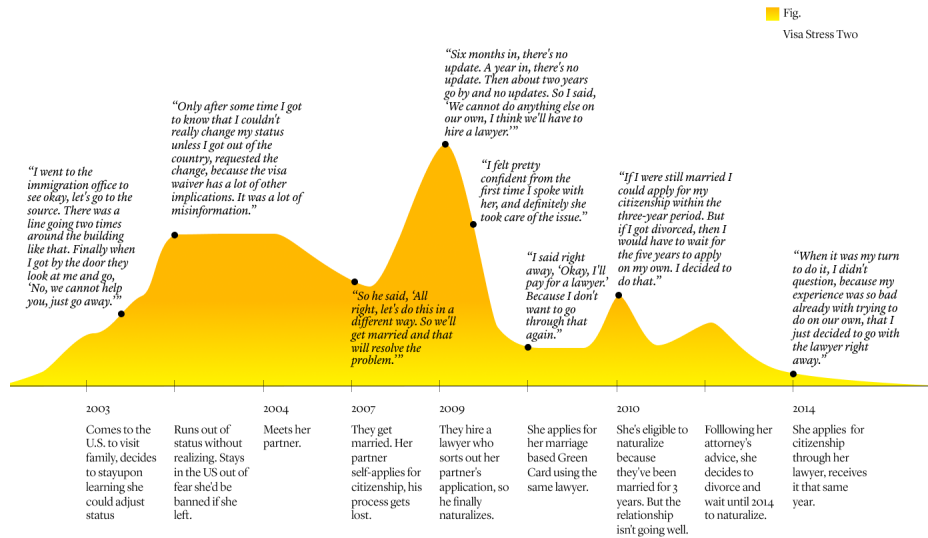 Fig.
Visa Stress Two
“Six months in, there's no
update. A year in, there's no
update. Then about two years
go by and no updates. So I said,
‘We cannot do anything else on
our own, I think we'll have to
hire a lawyer.’”
“Only after some time I got
to know that I couldn't
really change my status
unless I got out of the
country, requested the
change, because the visa
waiver has a lot of other
implications. It was a lot of
misinformation.”
“I went to the
immigration office to
see okay, let's go to the
source. There was a
line going two times
around the building
like that. Finally when
I got by the door they
look at me and go,
‘No, we cannot help
you, just go away.’”
“I felt pretty
confident from the
first time I spoke with
her, and definitely she
took care of the issue.”
“If I were still married I
could apply for my
citizenship within the
three-year period. But
if I got divorced, then I
would have to wait for
the five years to apply
on my own. I decided to
do that.”
“I said right
away, ‘Okay, I'll
pay for a lawyer.’
Because I don't
want to go
through that
again.”
“When it was my turn
to do it, I didn't
question, because my
experience was so bad
already with trying to
do on our own, that I
just decided to go with
the lawyer right
away.”
“So he said, ‘All
right, let's do this in a
different way. So we'll
get married and that
will resolve the
problem.’”
2003
Comes to the
U.S. to visit
family, decides
to stayupon
learning she
could adjust
status
Runs out of
status without
realizing. Stays
in the US out of
fear she'd be
banned if she
left.
2004
Meets her
partner.
2007
They get
married. Her
partner
self-applies for
citizenship, his
process gets
lost.
2009
They hire a
lawyer who
sorts out her
partner's
application, so
he finally
naturalizes.
She applies for
her marriage
based Green
Card using the
same lawyer.
2010
She's eligible to
naturalize
because
they've been
married for 3
years. But the
relationship
isn't going well.
Folllowing her
attorney's
advice, she
decides to
divorce and
wait until 2014
to naturalize.
2014
She applies for
citizenship
through her
lawyer, receives
it that same
year.